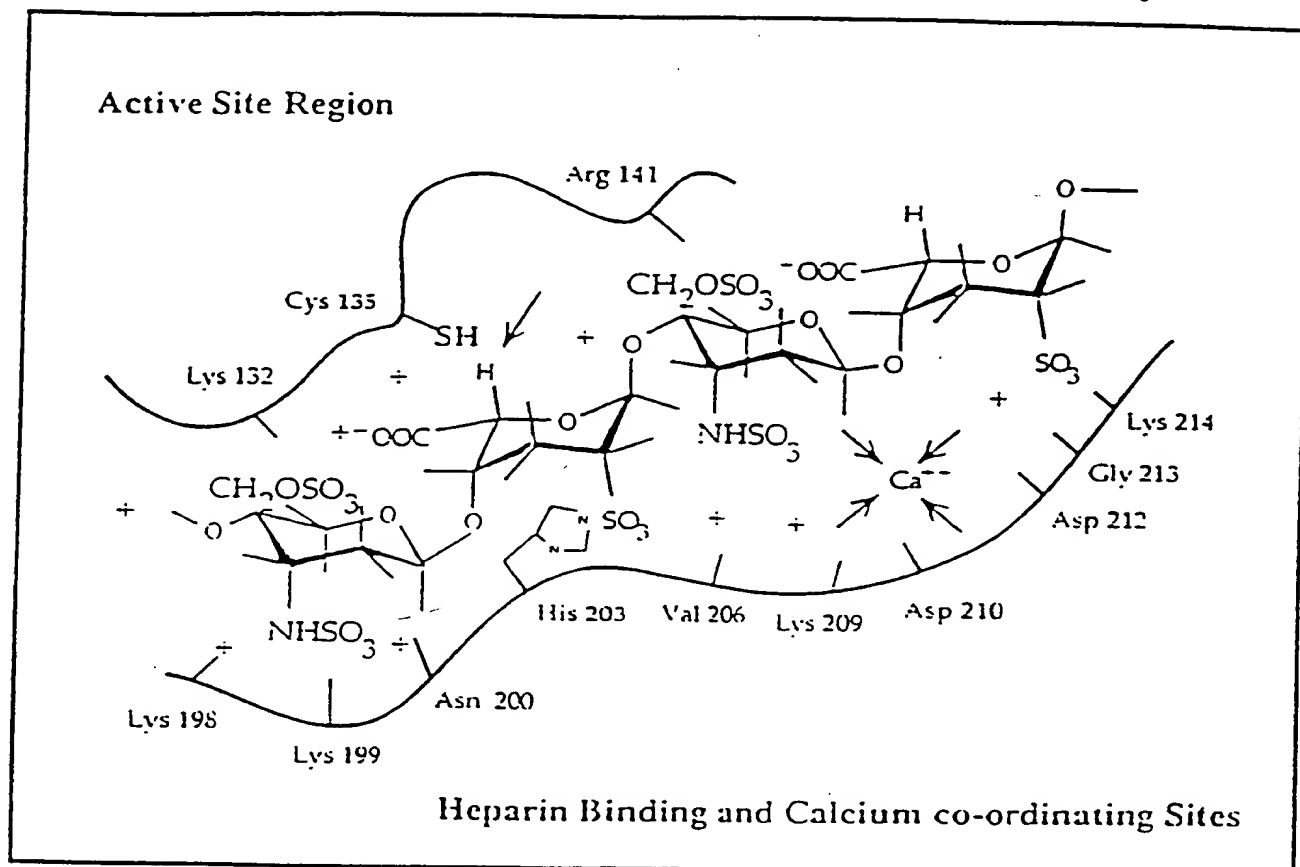 Active Site Region
Arg 141
O
H
⁻OOC
O
CH₂OSO₃
O
Cys 135
SH
÷
O
O
SO₃
Lys 132
÷
H
O
NHSO₃
+
Lys 214
÷⁻OOC
Ca⁺⁺
Gly 213
CH₂OSO₃
÷
O
O
O
N
N
SO₃
÷
÷
Asp 212
NHSO₃
÷
÷
His 203
Val 206
Lys 209
Asp 210
Asn 200
Lys 198
Lys 199
Heparin Binding and Calcium co-ordinating Sites